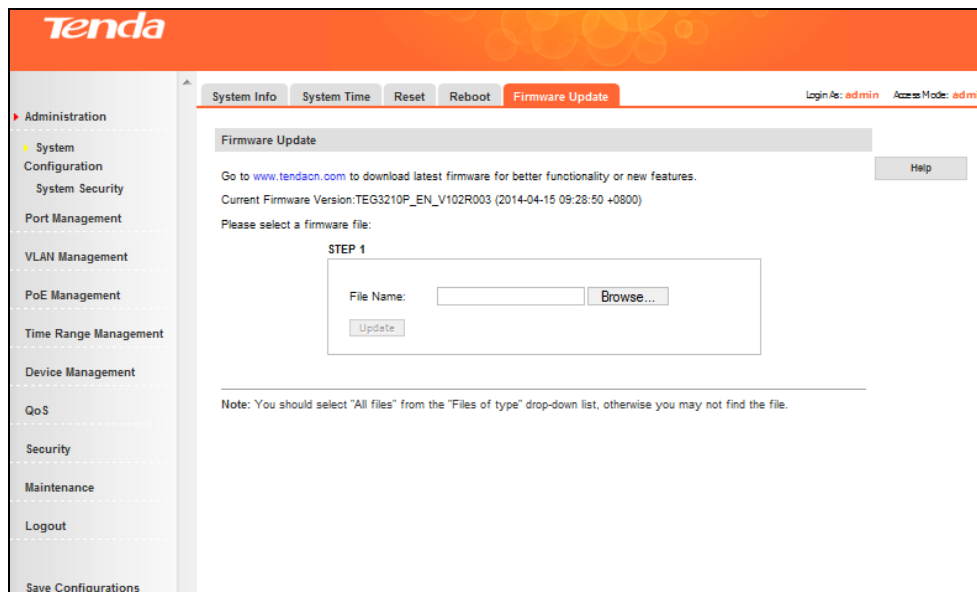 Tenda
System Info System Time Reset Reboot Firmware Update
Login As: admin Access Mode:
Administration
System
Configuration
System Security
Port Management
VLAN Management
PoE Management
Time Range Management
Device Management
QoS
Security
Maintenance
Logout
Save Configurations
Firmware Update
Help
Go to www.tendacn.com to download latest firmware for better functionality or new features.
Current Firmware Version:TEG3210P_EN_V102R003 (2014-04-15 09:28:50 +0800)
Please select a firmware file:
STEP 1
File Name: Browse...
Update
Note: You should select "All files" from the "Files of type" drop-down list, otherwise you may not find the file.